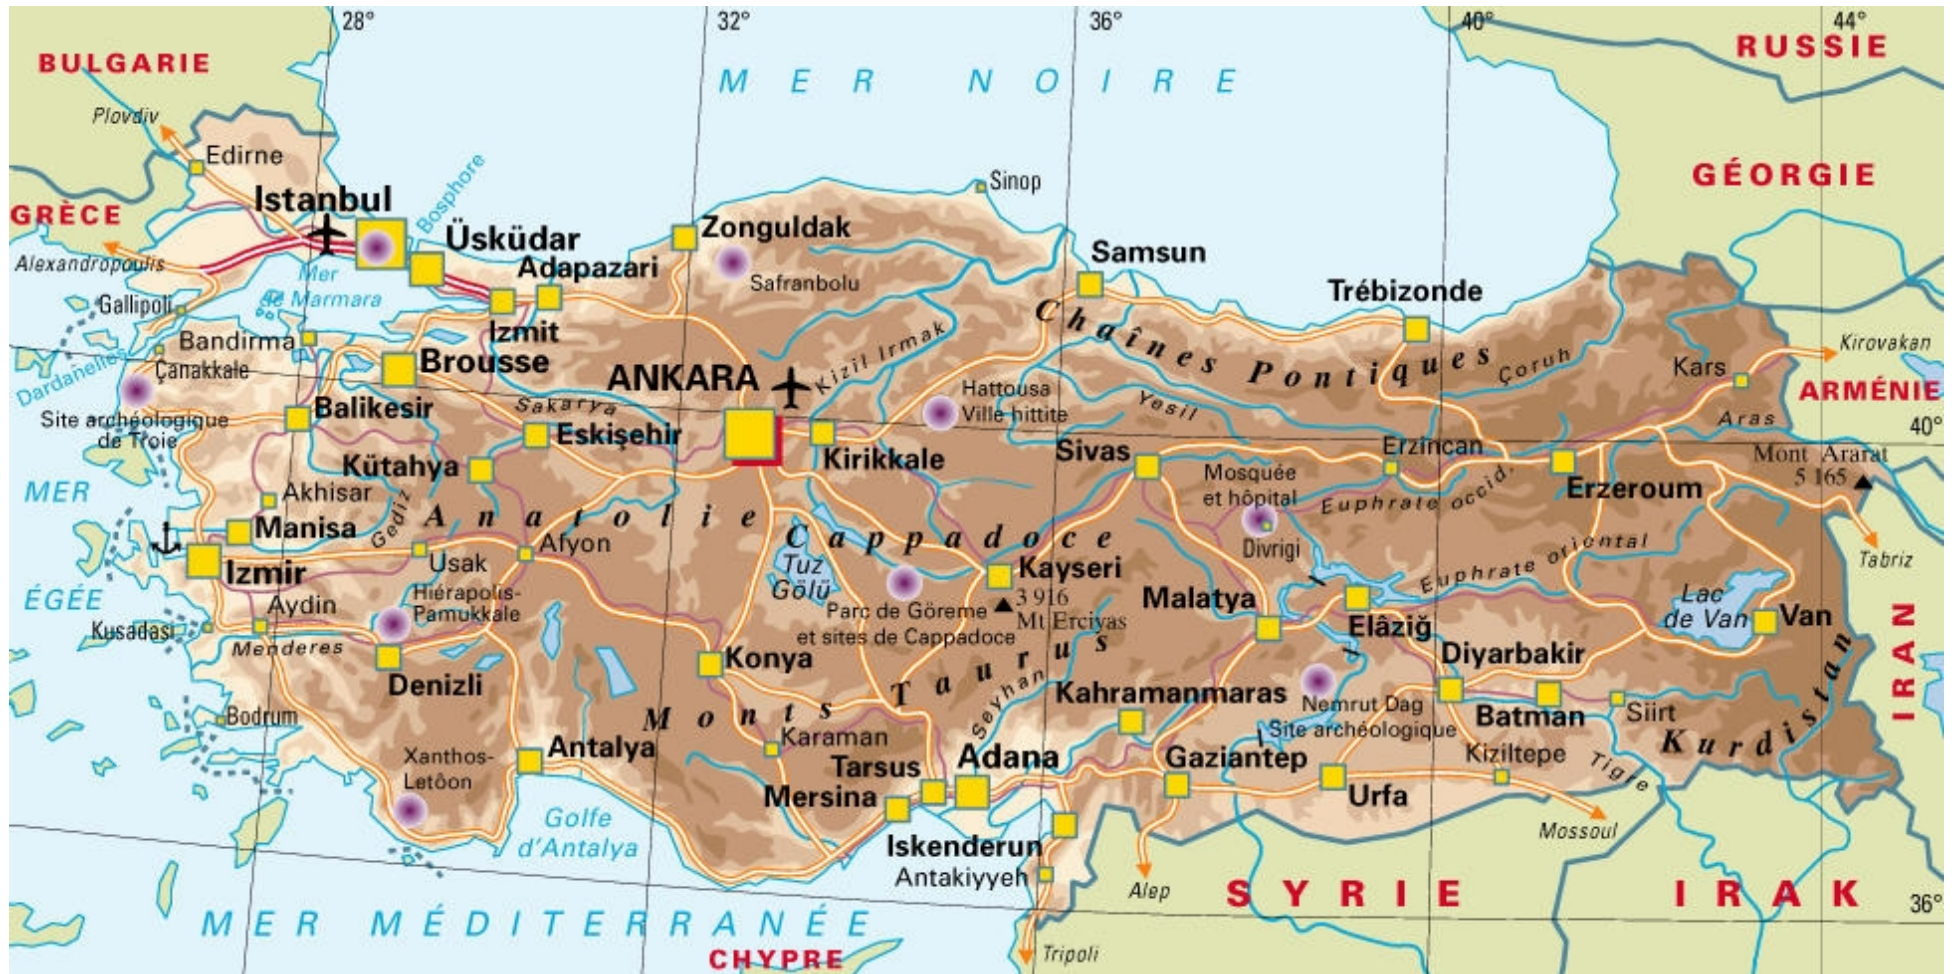 28°
32°
36°
40°
44°
BULGARIE
RUSSIE
MER NOIRE
Plovdiv
Edirne
Bosphore
GÉORGIE
Sinop
Istanbul
GRÈCE
Üsküdar
Zonguldak
Samsun
Alexandropoulis
Mer
de Marmara
Adapazari
Safranbolu
Trébizonde
Gallipoli
Izmit
Chaînes Pontiques
Bandirma
Kizil Irmak
Kirovakan
Dardanelles
Çanakkale
Brousse
ANKARA
Çoruh
Kars
Hattousa
Ville hittite
ARMÉNIE
Site archéologique
de Troie
Balikesir
Sakarya
Yesil
Aras
40°
Eskişehir
Kütahya
Kirikkale
Sivas
Erzincan
Mont Ararat
5 165
MER
ÉGÉE
Akhisar
Mosquée
et hôpital
Euphrate occid.
Erzeroum
Manisa
Gediz
Anatolie
Cappadoce
Divrigi
Euphrate oriental
Tabriz
Usak
Afyon
Izmir
Tuz
Gölü
Kayseri
3 916
Mt Erciyas
Hiérapolis-
Pamukkale
Parc de Göreme
et sites de Cappadoce
Malatya
Lac
de Van
Van
Aydin
Kusadasi
Menderes
Elâziğ
IRAN
Denizli
Konya
Monts Taurus
Seyhan
Diyarbakir
Kahramanmaras
Nemrut Dag
Site archéologique
Batman
Siirt
Kurdistan
Bodrum
Karaman
Xanthos-
Letôon
Antalya
Tarsus
Adana
Gaziantep
Kiziltepe
Tigre
Mersina
Urfa
Golfe
d'Antalya
Mossoul
Iskenderun
Antakiyyeh
Alep
SYRIE
IRAK
36°
MER MÉDITERRANÉE
CHYPRE
Tripoli